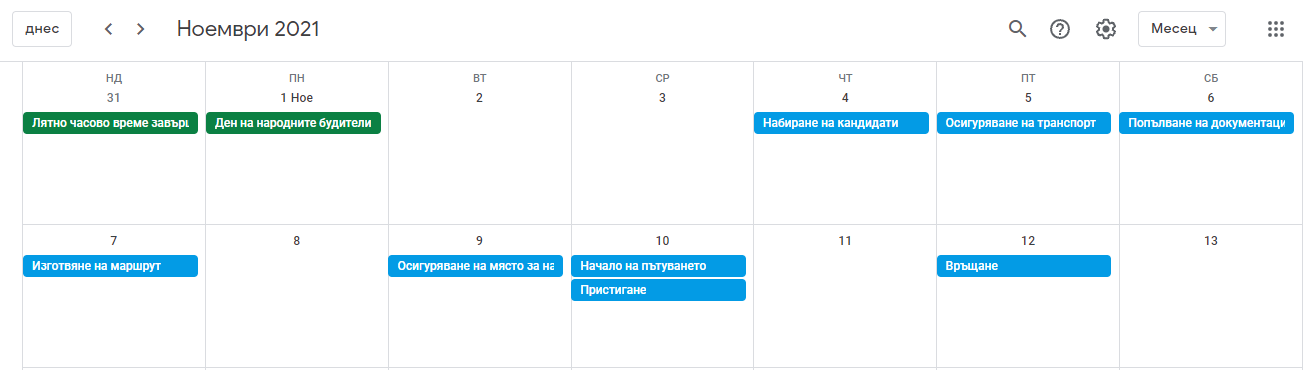 днес
Ноември 2021
Месец
НД ПН ВТ СР ЧТ ПТ СБ
31 1 Ное 2 3 4 5 6
Лятно часово време завърш Ден на народните будители Набиране на кандидати Осигуряване на транспорт Попълване на документаци
7 8 9 10 11 12 13
Изготвяне на маршрут Осигуряване на място за на Начало на пътуването Връщане
Пристигане